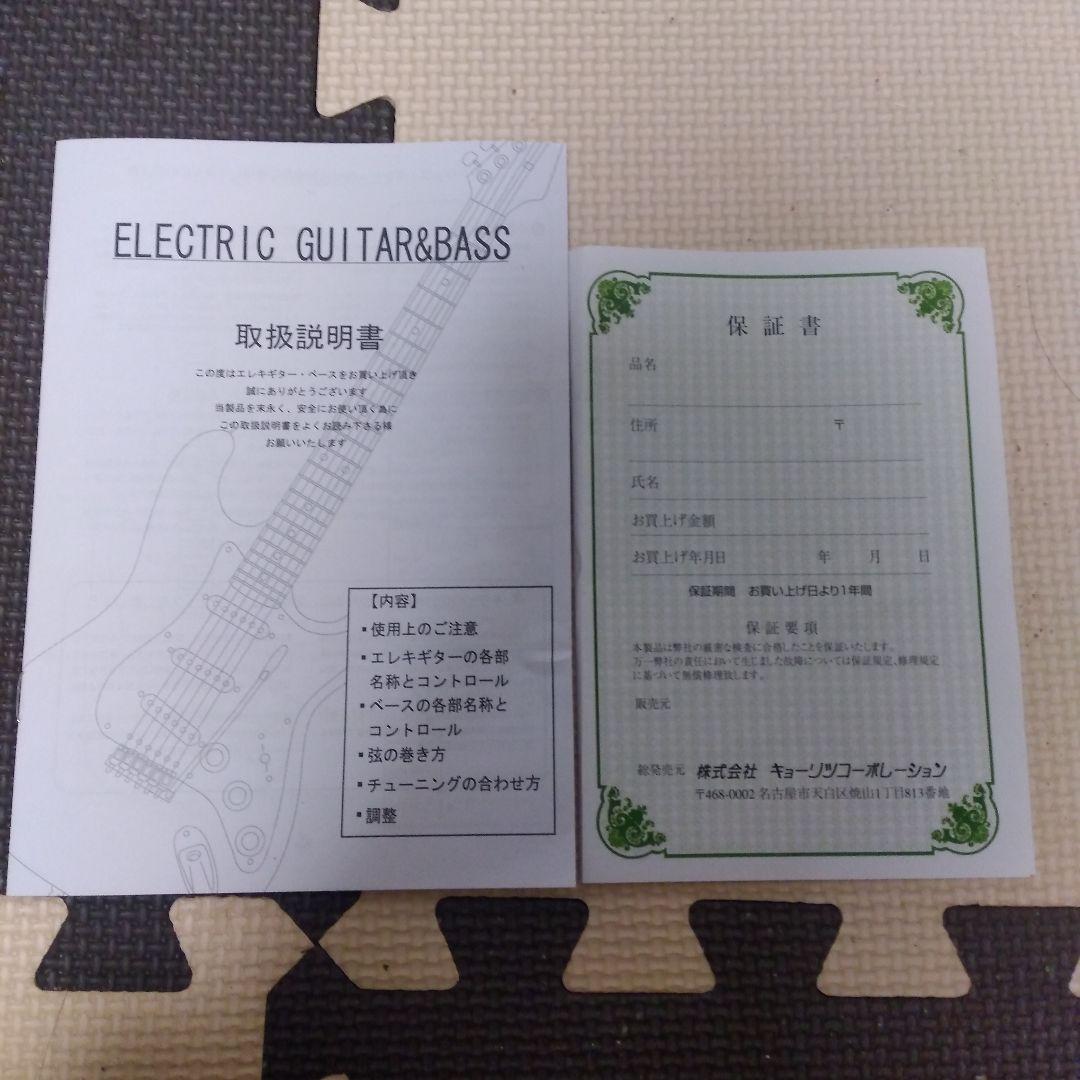 ELECTRIC GUITAR&BASS
取扱説明書
この度はエレキギター・ベースをお買い上げ頂き
誠にありがとうございます
当製品を末永く、安全にお使い頂く為に
この取扱説明書をよくお読み下さる様
お願いいたします
【内容】
▪使用上のご注意
▪エレキギターの各部
名称とコントロール
▪ベースの各部名称と
コントロール
▪弦の巻き方
▪チューニングの合わせ方
▪調整
保証書
品名
住所 〒
氏名
お買上げ金額
お買上げ年月日 年 月 日
保証期間 お買い上げ日より1年間
保証要項
本製品は弊社の厳密な検査に合格したことを保証いたします。
万一弊社の責任において生じました故障については保証規定、修理規定
に基づいて無償修理致します。
販売元
総発売元 株式会社 キョーリツコーポレーション
〒468-0002 名古屋市天白区焼山1丁目813番地